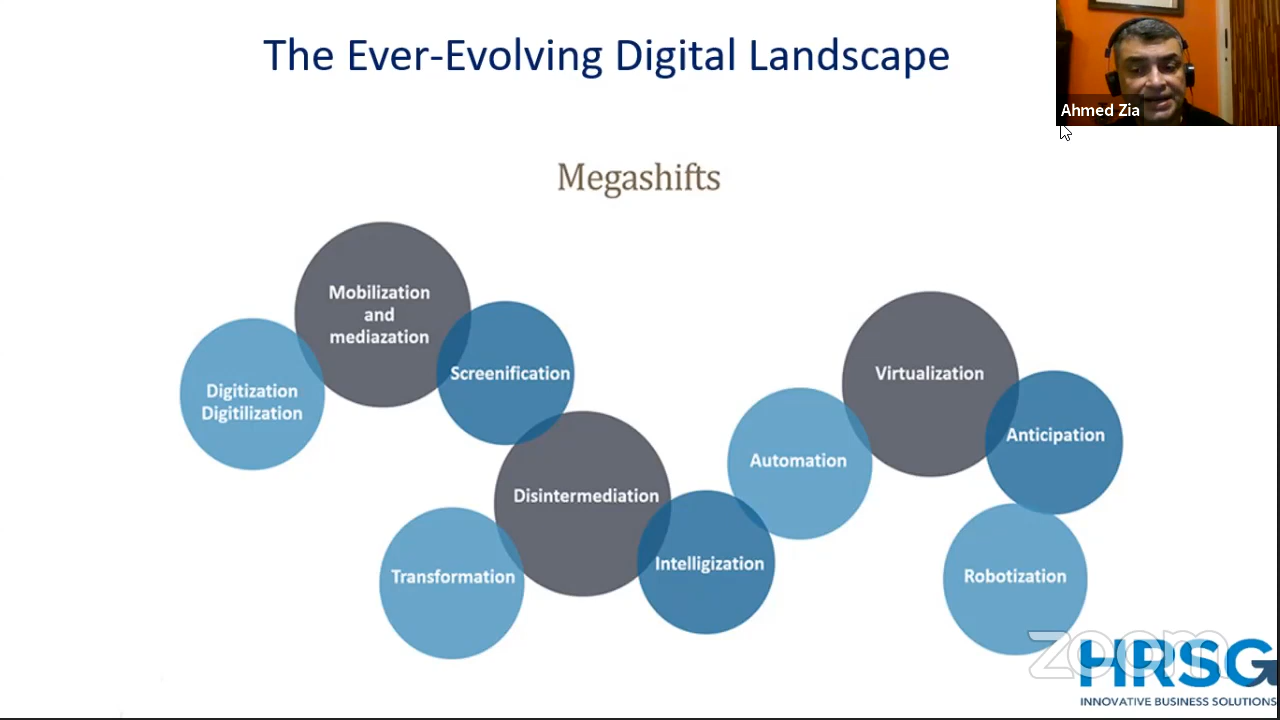 The Ever-Evolving Digital Landscape
Ahmed Zia
Megashifts
Mobilization
and
mediazation
Screenification
Digitization
Digitilization
Virtualization
Anticipation
Automation
Disintermediation
Intelligization
Transformation
Robotization
zoom
HRSG
INNOVATIVE BUSINESS SOLUTIONS